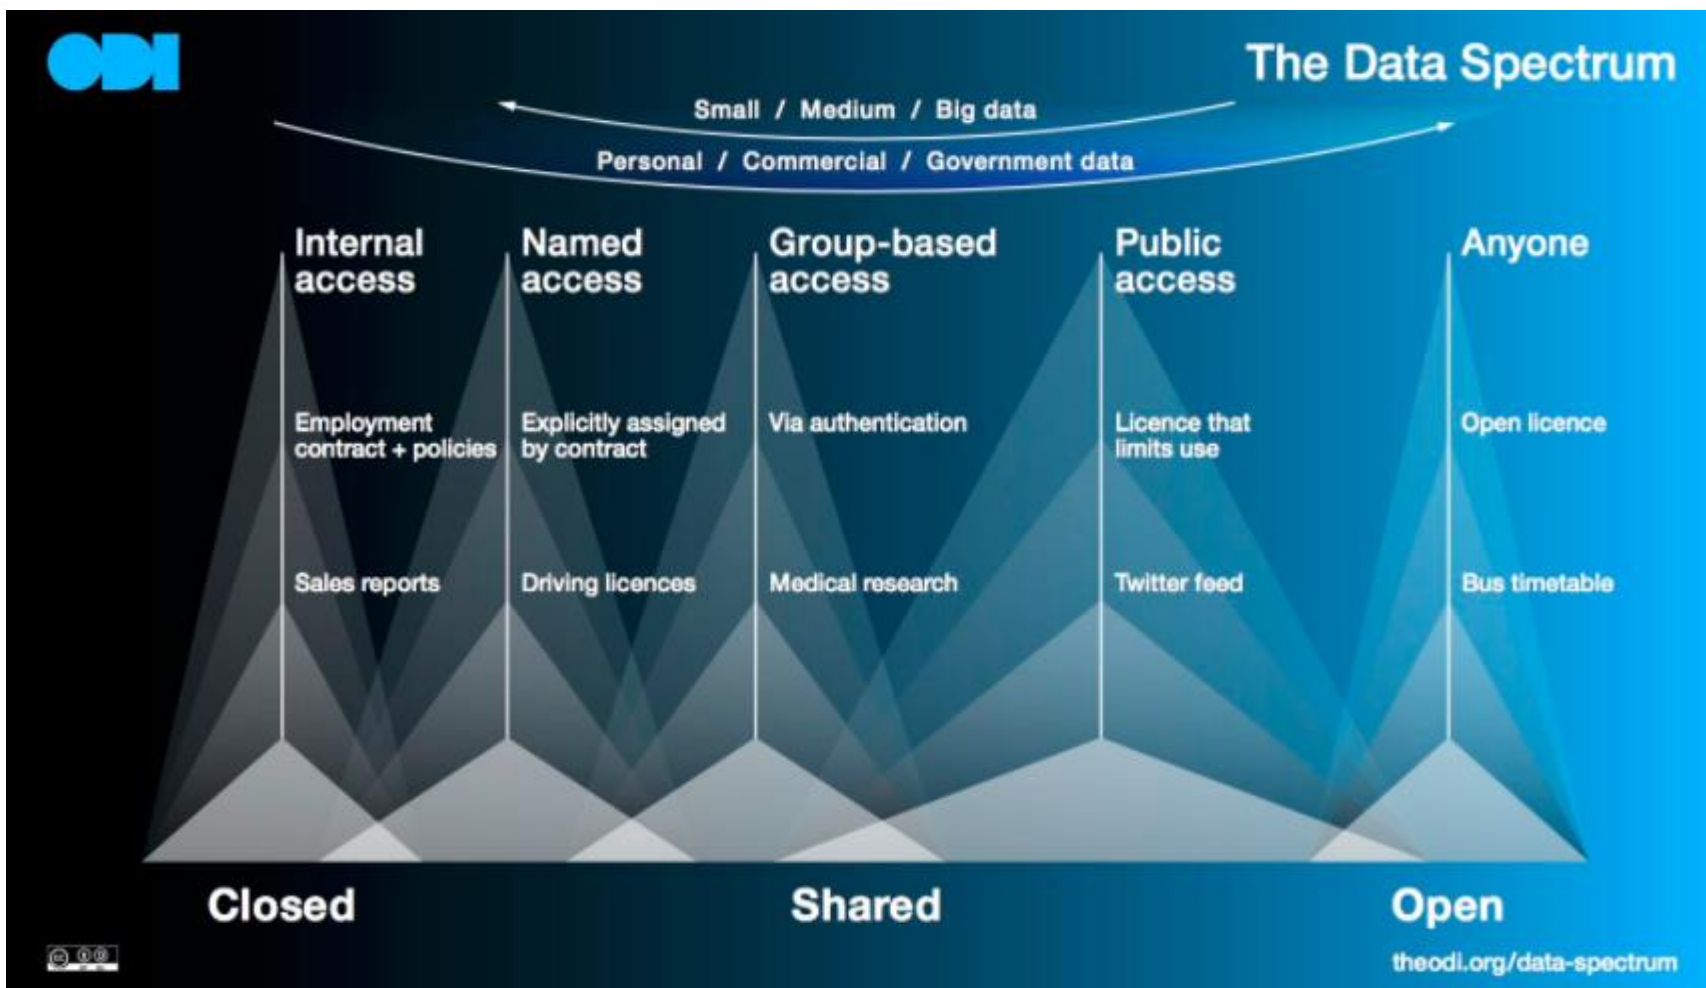 ODI
The Data Spectrum
Small / Medium / Big data
Personal / Commercial / Government data
Internal
access
Named
access
Group-based
access
Public
access
Anyone
Employment
contract + policies
Explicitly assigned
by contract
Via authentication
Licence that
limits use
Open licence
Sales reports
Driving licences
Medical research
Twitter feed
Bus timetable
Closed
Shared
Open
cc
theodi.org/data-spectrum